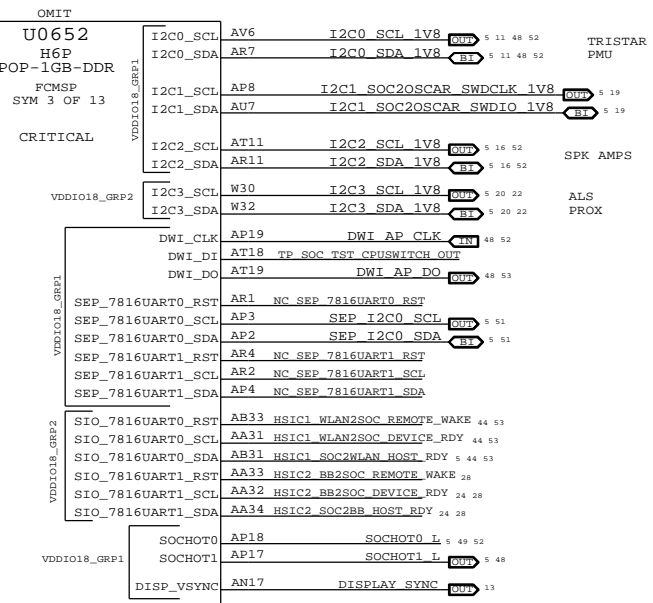 OMIT
U0652
H6P
POP-1GB-DDR
FCMSP
SYM 3 OF 13
CRITICAL
VDDIO18_GRP1
I2C0_SCL AV6 I2C0_SCL_1V8 OUT 5 11 48 52
I2C0_SDA AR7 I2C0_SDA_1V8 BI 5 11 48 52
TRISTAR
PMU
I2C1_SCL AP8 I2C1_SOC2OSCAR_SWDCLK_1V8 OUT 5 19
I2C1_SDA AU7 I2C1_SOC2OSCAR_SWDIO_1V8 BI 5 19
I2C2_SCL AT11 I2C2_SCL_1V8 OUT 5 16 52
I2C2_SDA AR11 I2C2_SDA_1V8 BI 5 16 52
SPK AMPS
VDDIO18_GRP2
I2C3_SCL W30 I2C3_SCL_1V8 OUT 5 20 22
I2C3_SDA W32 I2C3_SDA_1V8 BI 5 20 22
ALS
PROX
VDDIO18_GRP1
DWI_CLK AP19 DWI_AP_CLK IN 48 52
DWI_DI AT18 TP_SOC_TST_CPUSWITCH_OUT
DWI_DO AT19 DWI_AP_DO OUT 48 53
SEP_7816UART0_RST AR1 NC_SEP_7816UART0_RST
SEP_7816UART0_SCL AP3 SEP_I2C0_SCL OUT 5 51
SEP_7816UART0_SDA AP2 SEP_I2C0_SDA BI 5 51
SEP_7816UART1_RST AR4 NC_SEP_7816UART1_RST
SEP_7816UART1_SCL AR2 NC_SEP_7816UART1_SCL
SEP_7816UART1_SDA AP4 NC_SEP_7816UART1_SDA
VDDIO18_GRP2
SIO_7816UART0_RST AB33 HSIC1_WLAN2SOC_REMOTE_WAKE 44 53
SIO_7816UART0_SCL AA31 HSIC1_WLAN2SOC_DEVICE_RDY 44 53
SIO_7816UART0_SDA AB31 HSIC1_SOC2WLAN_HOST_RDY 5 44 53
SIO_7816UART1_RST AA33 HSIC2_BB2SOC_REMOTE_WAKE 28
SIO_7816UART1_SCL AA32 HSIC2_BB2SOC_DEVICE_RDY 24 28
SIO_7816UART1_SDA AA34 HSIC2_SOC2BB_HOST_RDY 24 28
VDDIO18_GRP1
SOCHOT0 AP18 SOCHOT0_L 5 49 52
SOCHOT1 AP17 SOCHOT1_L OUT 5 48
DISP_VSYNC AN17 DISPLAY_SYNC OUT 13